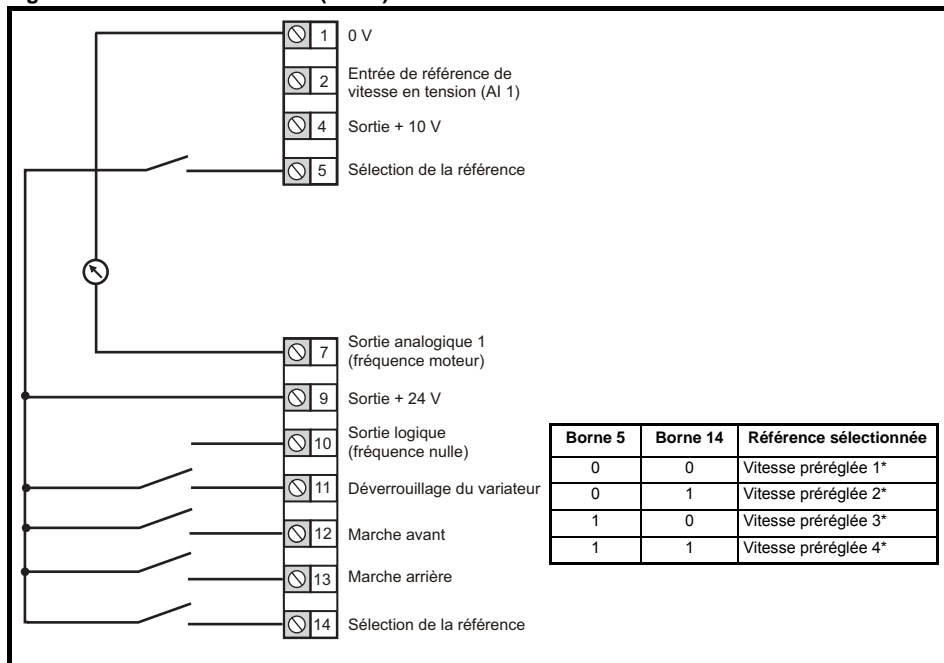 1 0 V
2 Entrée de référence de
vitesse en tension (AI 1)
4 Sortie + 10 V
5 Sélection de la référence
7 Sortie analogique 1
(fréquence moteur)
9 Sortie + 24 V
10 Sortie logique
(fréquence nulle)
11 Déverrouillage du variateur
12 Marche avant
13 Marche arrière
14 Sélection de la référence
Borne 5 Borne 14 Référence sélectionnée
0 0 Vitesse préréglée 1*
0 1 Vitesse préréglée 2*
1 0 Vitesse préréglée 3*
1 1 Vitesse préréglée 4*